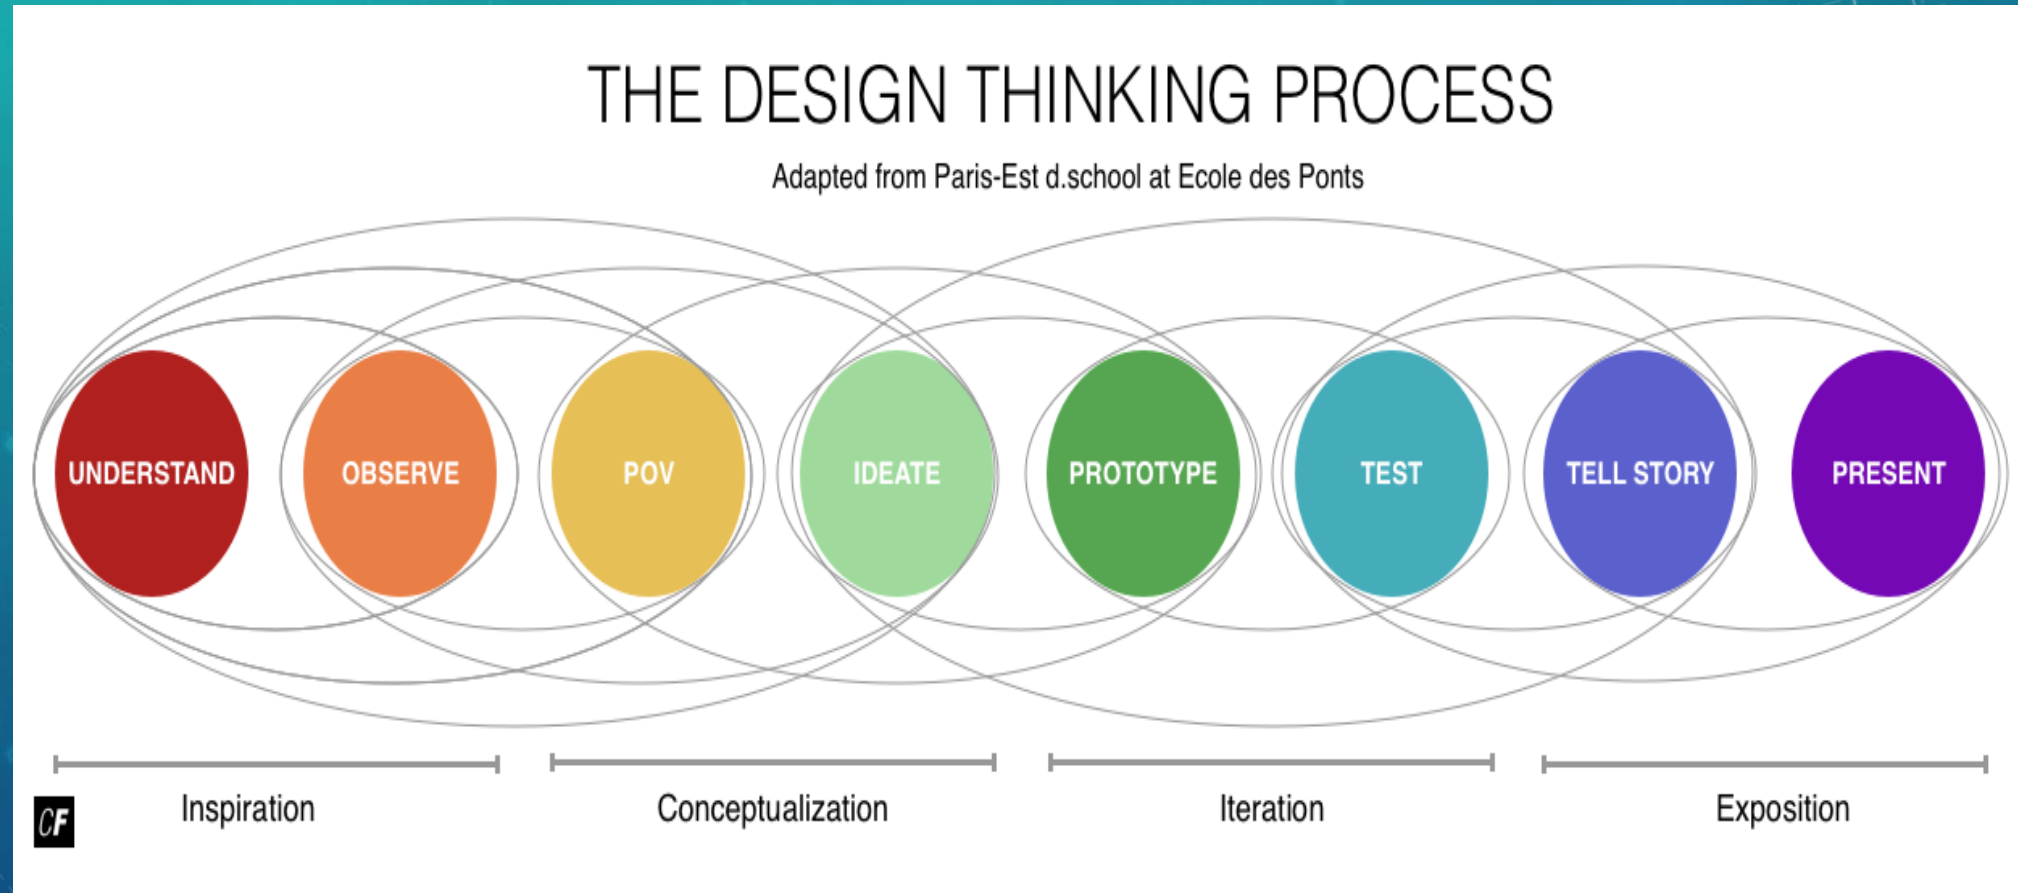 THE DESIGN THINKING PROCESS
Adapted from Paris-Est d.school at Ecole des Ponts
UNDERSTAND
OBSERVE
POV
IDEATE
PROTOTYPE
TEST
TELL STORY
PRESENT
Inspiration
Conceptualization
Iteration
Exposition
CF